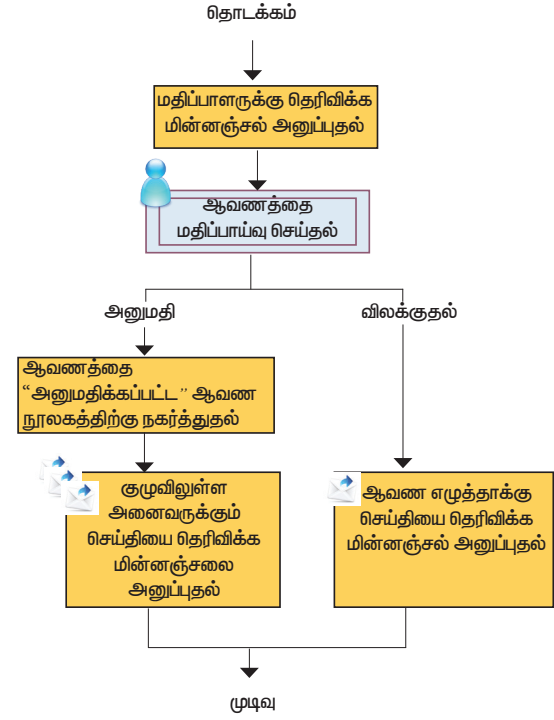 தொடக்கம்
மதிப்பாளருக்கு தெரிவிக்க
மின்னஞ்சல் அனுப்புதல்
ஆவணத்தை
மதிப்பாய்வு செய்தல்
அனுமதி
விலக்குதல்
ஆவணத்தை
“அனுமதிக்கப்பட்ட” ஆவண
நூலகத்திற்கு நகர்த்துதல்
குழுவிலுள்ள
அனைவருக்கும்
செய்தியை தெரிவிக்க
மின்னஞ்சலை
அனுப்புதல்
ஆவண எழுத்தாக்கு
செய்தியை தெரிவிக்க
மின்னஞ்சல் அனுப்புதல்
முடிவு